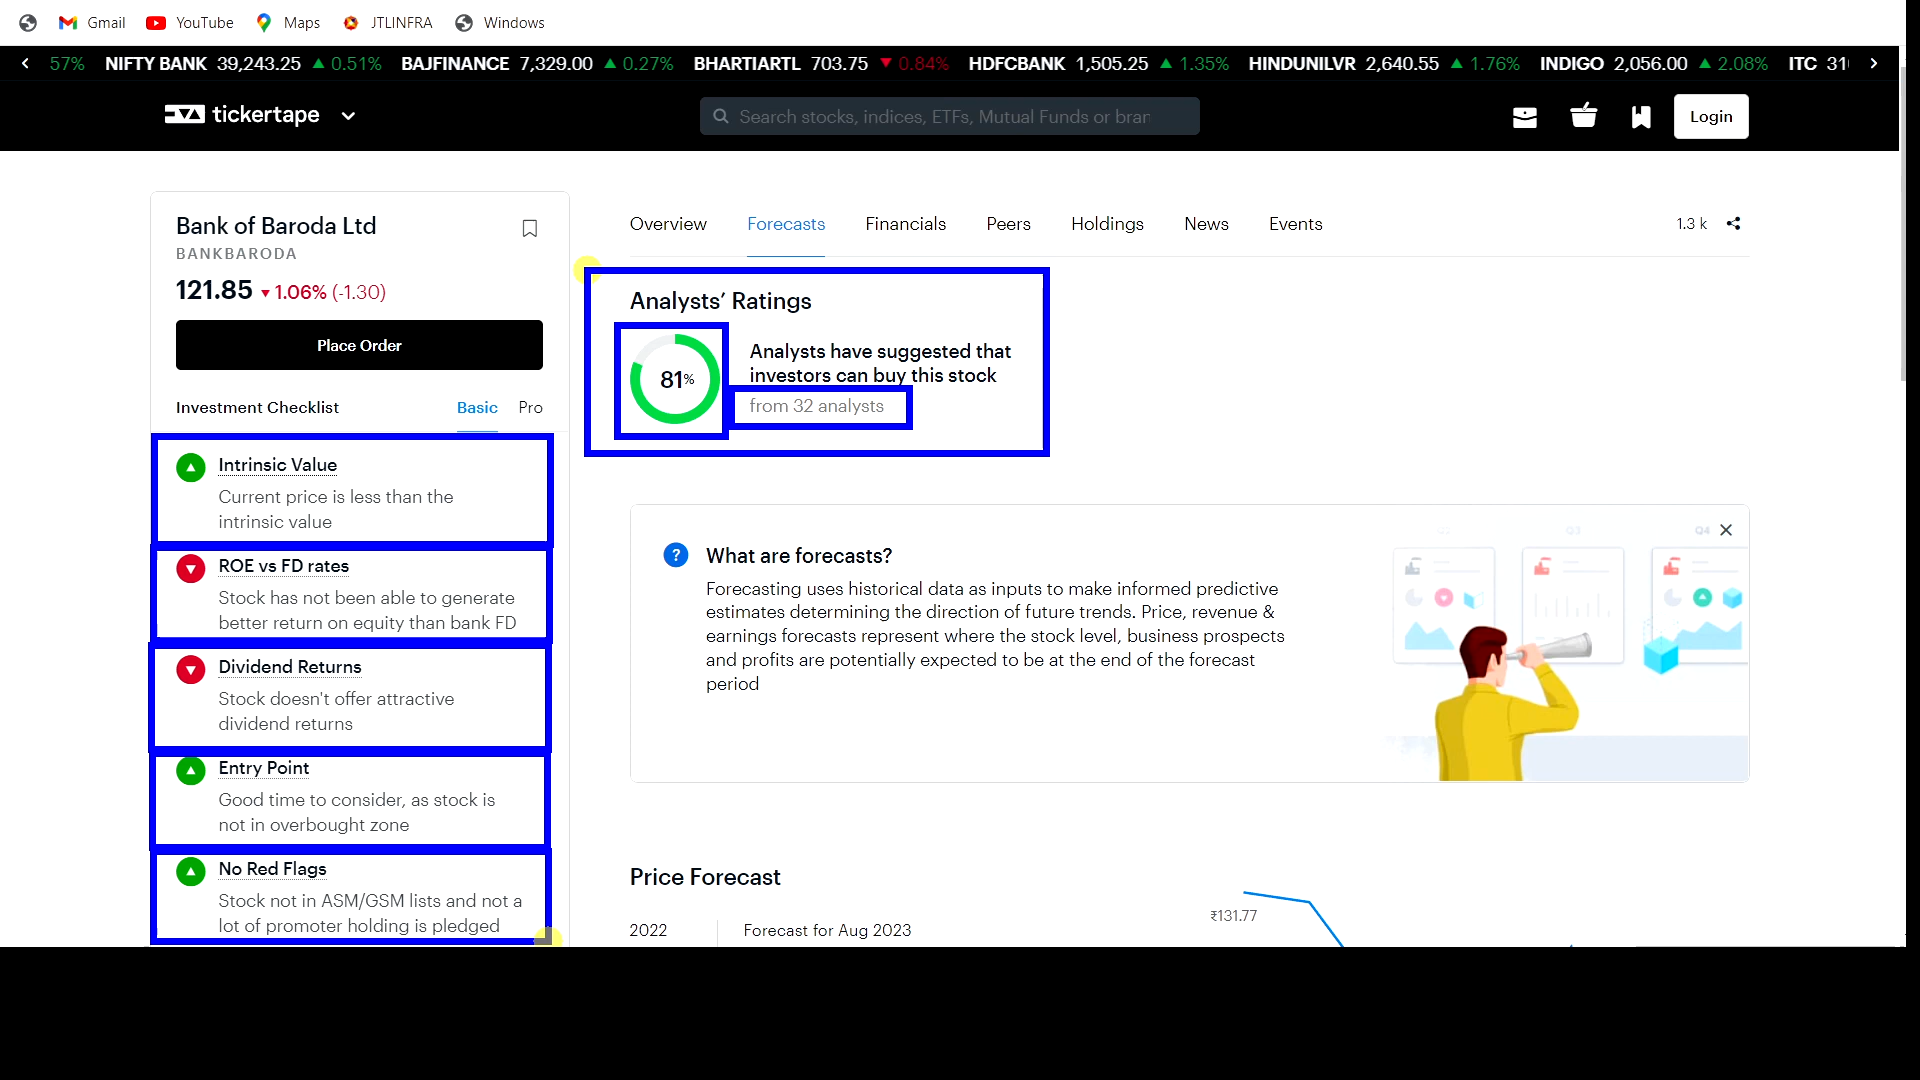 Gmail YouTube Maps JTLINFRA Windows
57% NIFTY BANK 39,243.25 ▲ 0.51% BAJFINANCE 7,329.00 ▲ 0.27% BHARTIARTL 703.75 ▼ 0.84% HDFCBANK 1,505.25 ▲ 1.35% HINDUNILVR 2,640.55 ▲ 1.76% INDIGO 2,056.00 ▲ 2.08% ITC
tickertape
Search stocks, indices, ETFs, Mutual Funds or bran
Login
Bank of Baroda Ltd
BANKBARODA
121.85 ▼ 1.06% (-1.30)
Place Order
Investment Checklist Basic Pro
Intrinsic Value
Current price is less than the
intrinsic value
ROE vs FD rates
Stock has not been able to generate
better return on equity than bank FD
Dividend Returns
Stock doesn't offer attractive
dividend returns
Entry Point
Good time to consider, as stock is
not in overbought zone
No Red Flags
Stock not in ASM/GSM lists and not a
lot of promoter holding is pledged
Overview Forecasts Financials Peers Holdings News Events 1.3 k
Analysts’ Ratings
81%
Analysts have suggested that
investors can buy this stock
from 32 analysts
What are forecasts?
Forecasting uses historical data as inputs to make informed predictive
estimates determining the direction of future trends. Price, revenue &
earnings forecasts represent where the stock level, business prospects
and profits are potentially expected to be at the end of the forecast
period
Q3 Q4
Price Forecast
2022 Forecast for Aug 2023
₹131.77